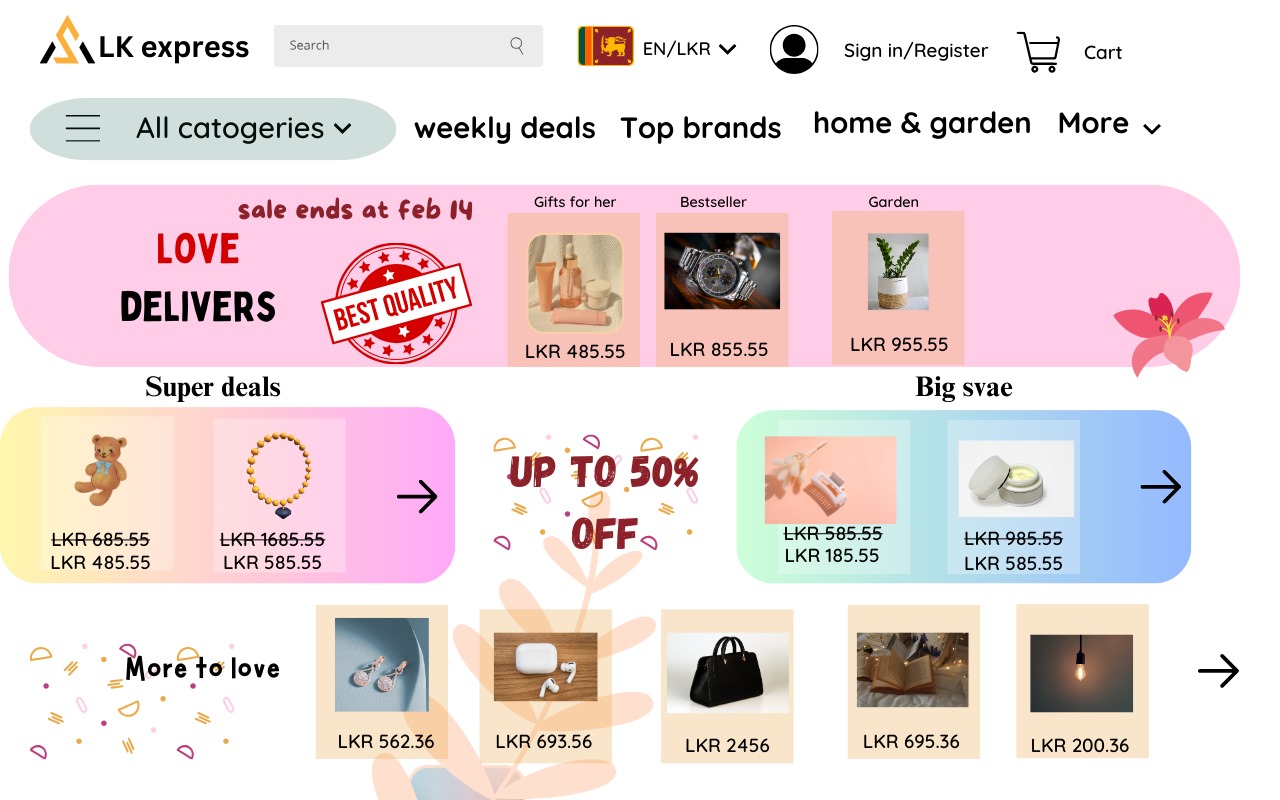 LK express
Search
EN/LKR
Sign in/Register
Cart
All catogeries
weekly deals
Top brands
home & garden
More
sale ends at feb 14
LOVE
DELIVERS
BEST QUALITY
Gifts for her
Bestseller
Garden
LKR 485.55
LKR 855.55
LKR 955.55
Super deals
Big svae
LKR 685.55
LKR 485.55
LKR 1685.55
LKR 585.55
UP TO 50%
OFF
LKR 585.55
LKR 185.55
LKR 985.55
LKR 585.55
More to love
LKR 562.36
LKR 693.56
LKR 2456
LKR 695.36
LKR 200.36